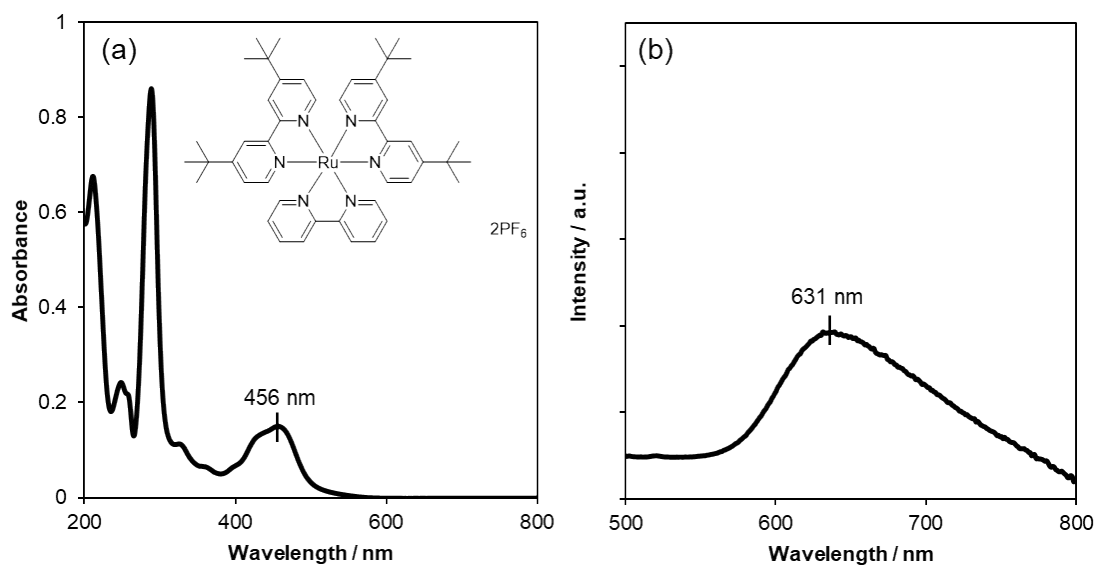 (a)
1
0.8
0.6
0.4
0.2
0
Absorbance
N
N
N
N
Ru
N
N
2PF6
456 nm
200
400
600
800
Wavelength / nm
(b)
Intensity / a.u.
631 nm
500
600
700
800
Wavelength / nm